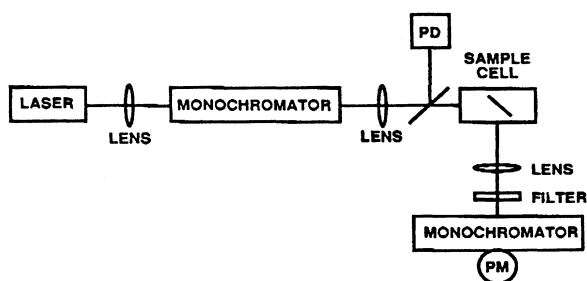 PD
SAMPLE
CELL
LASER
MONOCHROMATOR
LENS
LENS
LENS
FILTER
MONOCHROMATOR
PM